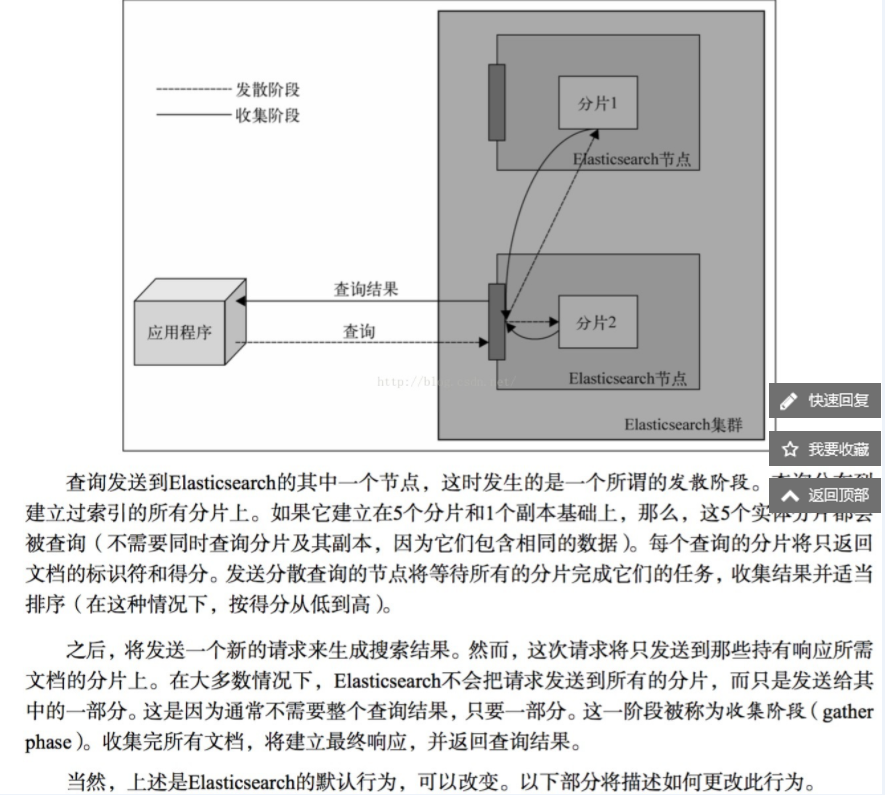 发散阶段
收集阶段
分片1
Elasticsearch节点
查询结果
应用程序
查询
分片2
Elasticsearch节点
Elasticsearch集群
快速回复
我要收藏
返回顶部
查询发送到Elasticsearch的其中一个节点，这时发生的是一个所谓的发散阶段。
建立过索引的所有分片上。如果它建立在5个分片和1个副本基础上，那么，这5个实体分片都会
被查询（不需要同时查询分片及其副本，因为它们包含相同的数据）。每个查询的分片将只返回
文档的标识符和得分。发送分散查询的节点将等待所有的分片完成它们的任务，收集结果并适当
排序（在这种情况下，按得分从低到高）。
之后，将发送一个新的请求来生成搜索结果。然而，这次请求将只发送到那些持有响应所需
文档的分片上。在大多数情况下，Elasticsearch不会把请求发送到所有的分片，而只是发送给其
中的一部分。这是因为通常不需要整个查询结果，只要一部分。这一阶段被称为收集阶段（gather
phase）。收集完所有文档，将建立最终响应，并返回查询结果。
当然，上述是Elasticsearch的默认行为，可以改变。以下部分将描述如何更改此行为。